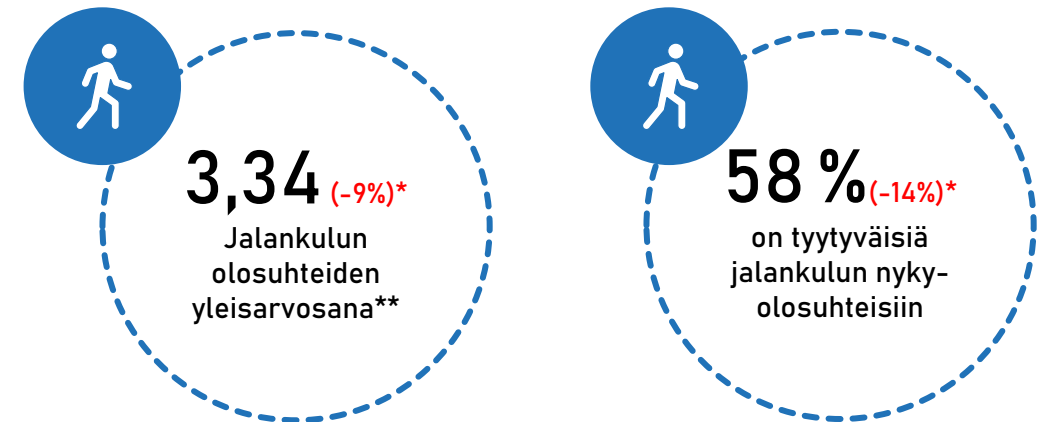 3,34 (-9%)*
Jalankulun
olosuhteiden
yleisarvosana**
58 %(-14%)*
on tyytyväisiä
jalankulun nyky-
olosuhteisiin